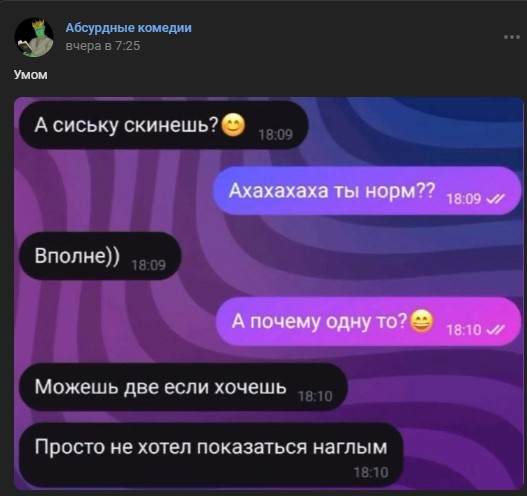 Абсурдные комедии
вчера в 7:25
Умом
А сиську скинешь?😊 18:09
Ахахахаха ты норм?? 18:09
Вполне)) 18:09
А почему одну то?😄 18:10
Можешь две если хочешь 18:10
Просто не хотел показаться наглым
18:10